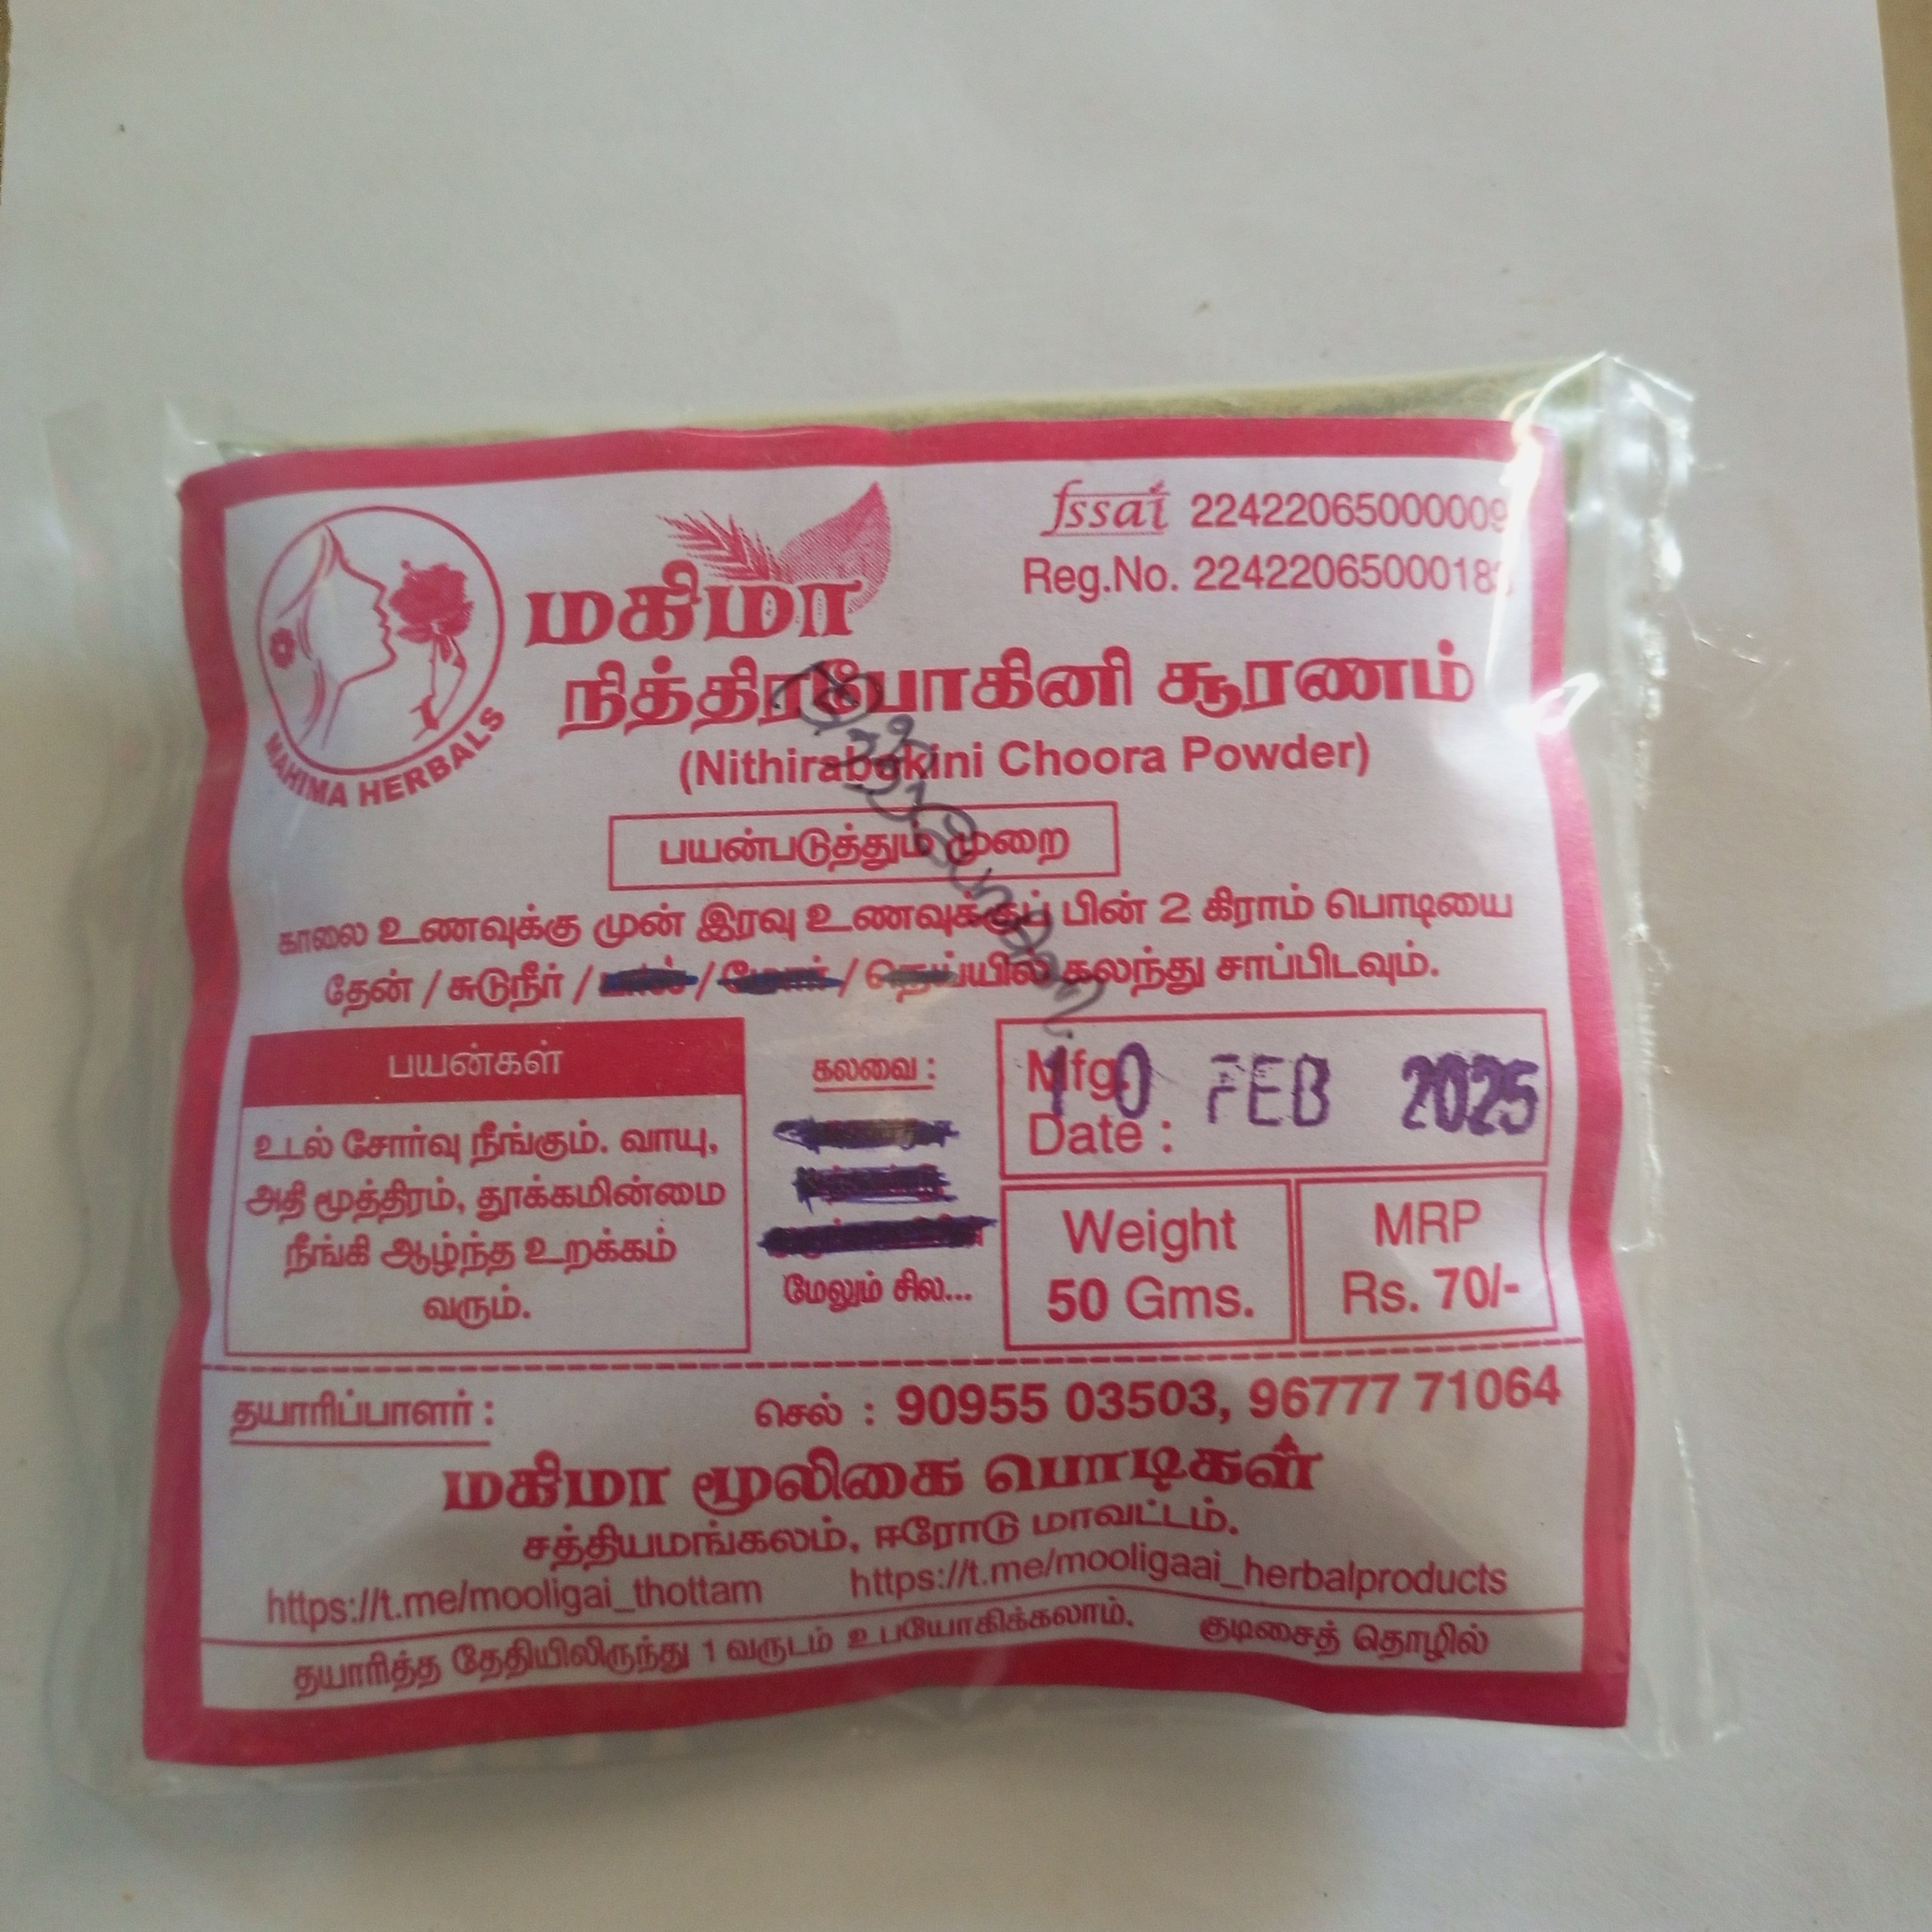 fssai 22422065000009
Reg.No. 2242206500018
மகிமா
MAHIMA HERBALS
நித்திரபோகினி சூரணம்
(Nithirabokini Choora Powder)
பயன்படுத்தும் முறை
காலை உணவுக்கு முன் இரவு உணவுக்குப் பின் 2 கிராம் பொடியை
தேன் / சுடுநீர் / / / நெய்யில் கலந்து சாப்பிடவும்.
பயன்கள்
உடல் சோர்வு நீங்கும். வாயு,
அதி மூத்திரம், தூக்கமின்மை
நீங்கி ஆழ்ந்த உறக்கம்
வரும்.
கலவை :
மேலும் சில...
Mfg. 10 FEB 2025
Date :
Weight
50 Gms.
MRP
Rs. 70/-
தயாரிப்பாளர் :
செல் : 90955 03503, 96777 71064
மகிமா மூலிகை பொடிகள்
சத்தியமங்கலம், ஈரோடு மாவட்டம்.
https://t.me/mooligai_thottam https://t.me/mooligaai_herbalproducts
தயாரித்த தேதியிலிருந்து 1 வருடம் உபயோகிக்கலாம். குடிசைத் தொழில்